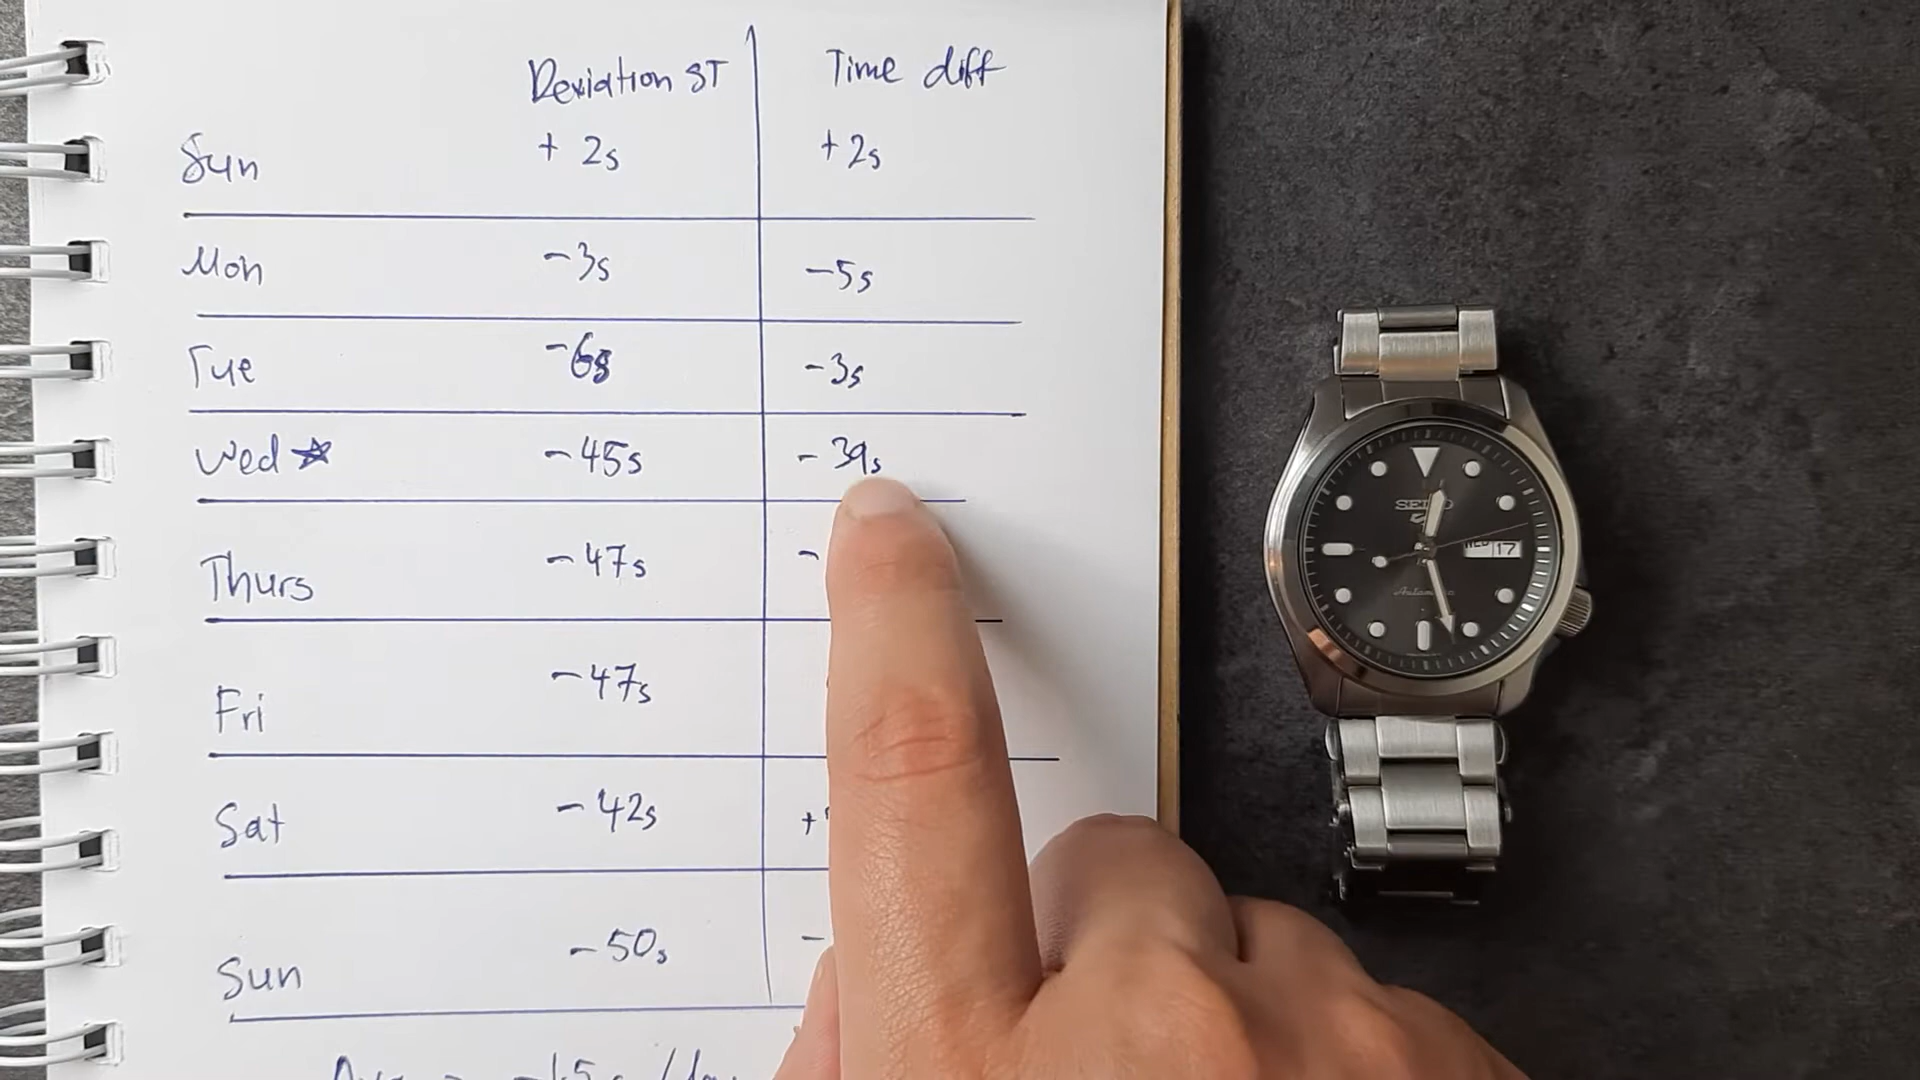 Deviation ST Time diff
Sun + 2s +2s
Mon -3s -5s
Tue -6s -3s
Wed -45s -39s
Thurs -47s -
Fri -47s
Sat -42s +
Sun -50s -
SEIKO
5
WED 17
Automatic